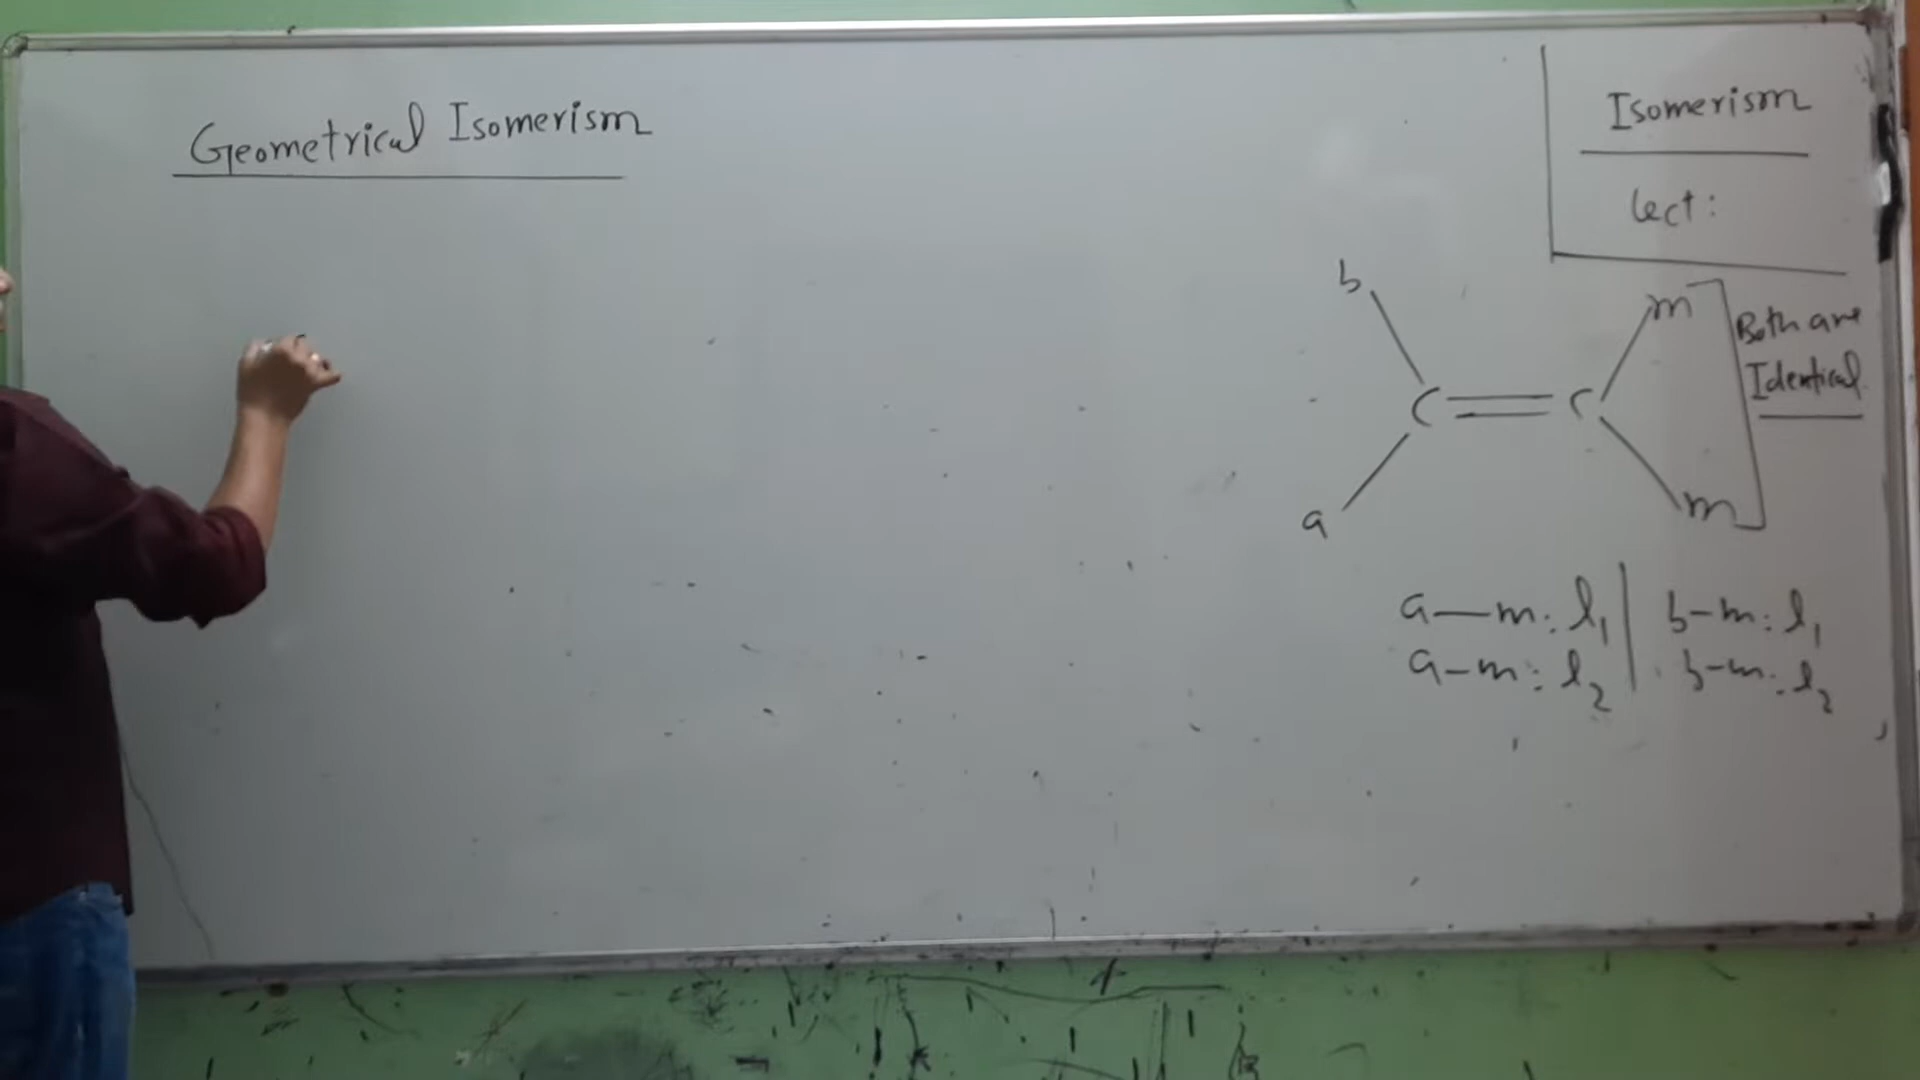 Geometrical Isomerism
Isomerism
Lect:
b
m
Both are
Identical
C = C
a
m
a—m: l₁ | b-m: l₁
a-m: l₂ | b-m: l₂